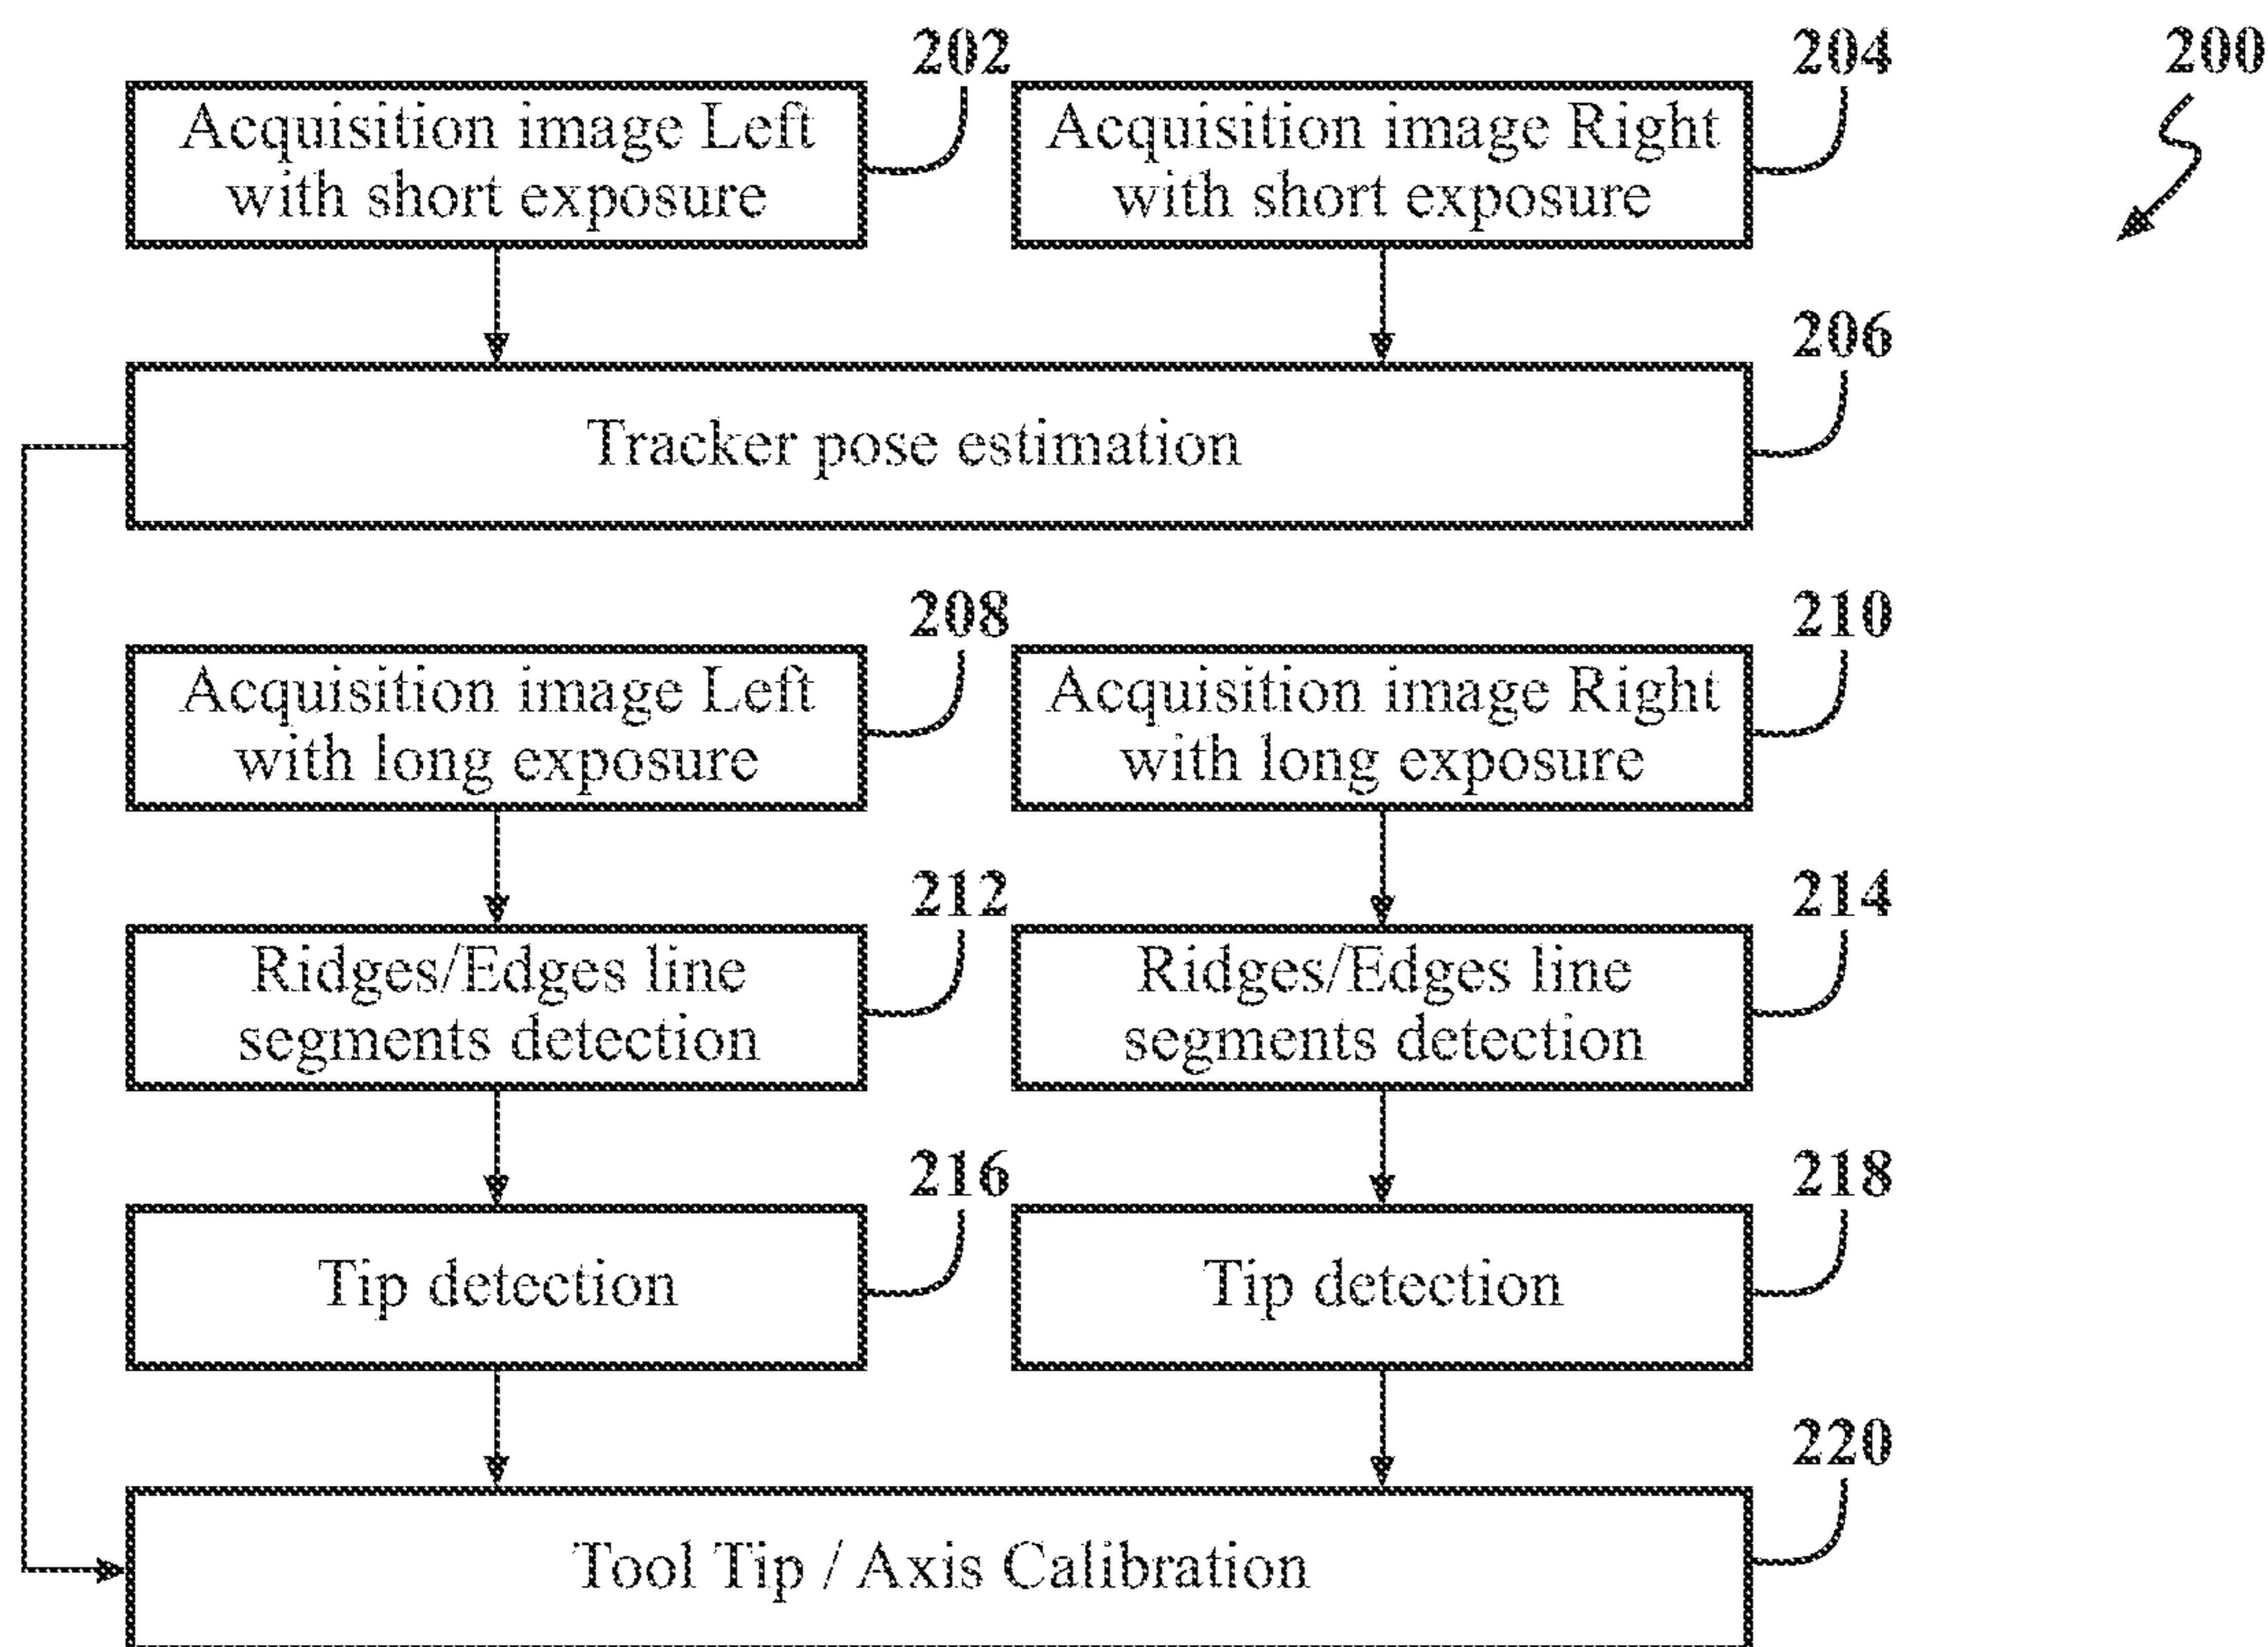 202
204
200
Acquisition image Left
with short exposure
Acquisition image Right
with short exposure
206
Tracker pose estimation
208
210
Acquisition image Left
with long exposure
Acquisition image Right
with long exposure
212
214
Ridges/Edges line
segments detection
Ridges/Edges line
segments detection
216
218
Tip detection
Tip detection
220
Tool Tip / Axis Calibration